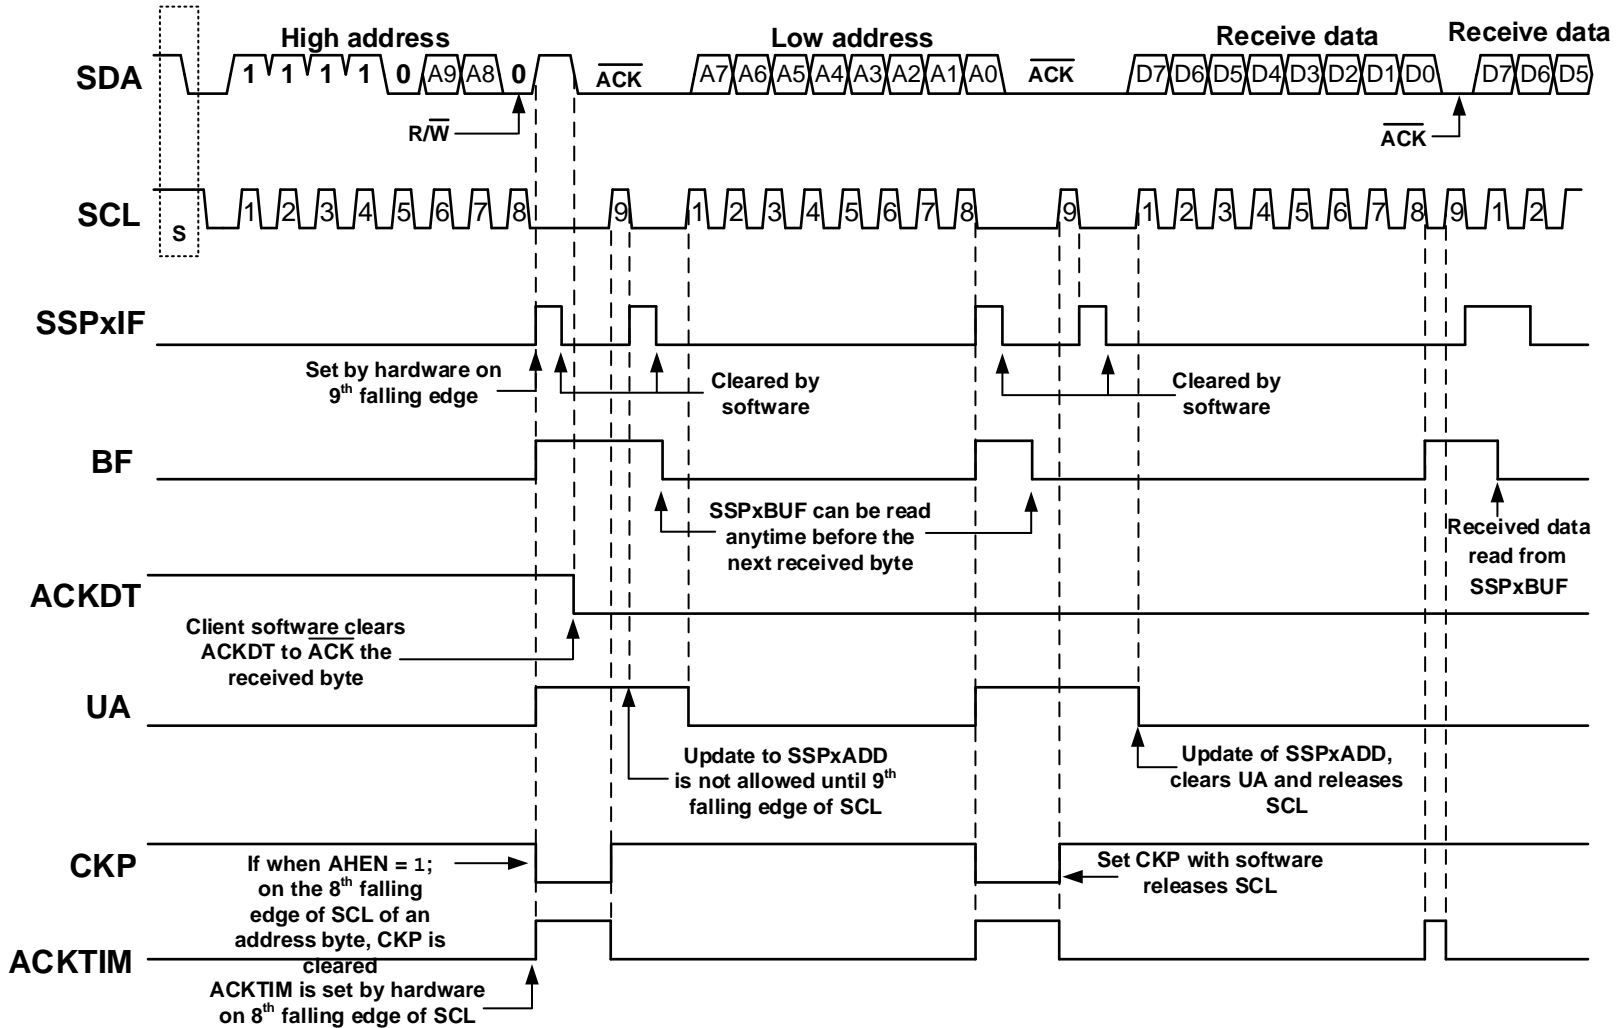 High address
Low address
Receive data
Receive data
SDA
1 1 1 1 0 A9 A8 0
ACK
A7 A6 A5 A4 A3 A2 A1 A0
ACK
D7 D6 D5 D4 D3 D2 D1 D0
D7 D6 D5
R/W
ACK
SCL
S
1 2 3 4 5 6 7 8 9 1 2 3 4 5 6 7 8 9 1 2 3 4 5 6 7 8 9 1 2
SSPxIF
Set by hardware on
9th falling edge
Cleared by
software
Cleared by
software
BF
SSPxBUF can be read
anytime before the
next received byte
Received data
read from
SSPxBUF
ACKDT
Client software clears
ACKDT to ACK the
received byte
UA
Update to SSPxADD
is not allowed until 9th
falling edge of SCL
Update of SSPxADD,
clears UA and releases
SCL
CKP
If when AHEN = 1;
on the 8th falling
edge of SCL of an
address byte, CKP is
cleared
Set CKP with software
releases SCL
ACKTIM
ACKTIM is set by hardware
on 8th falling edge of SCL